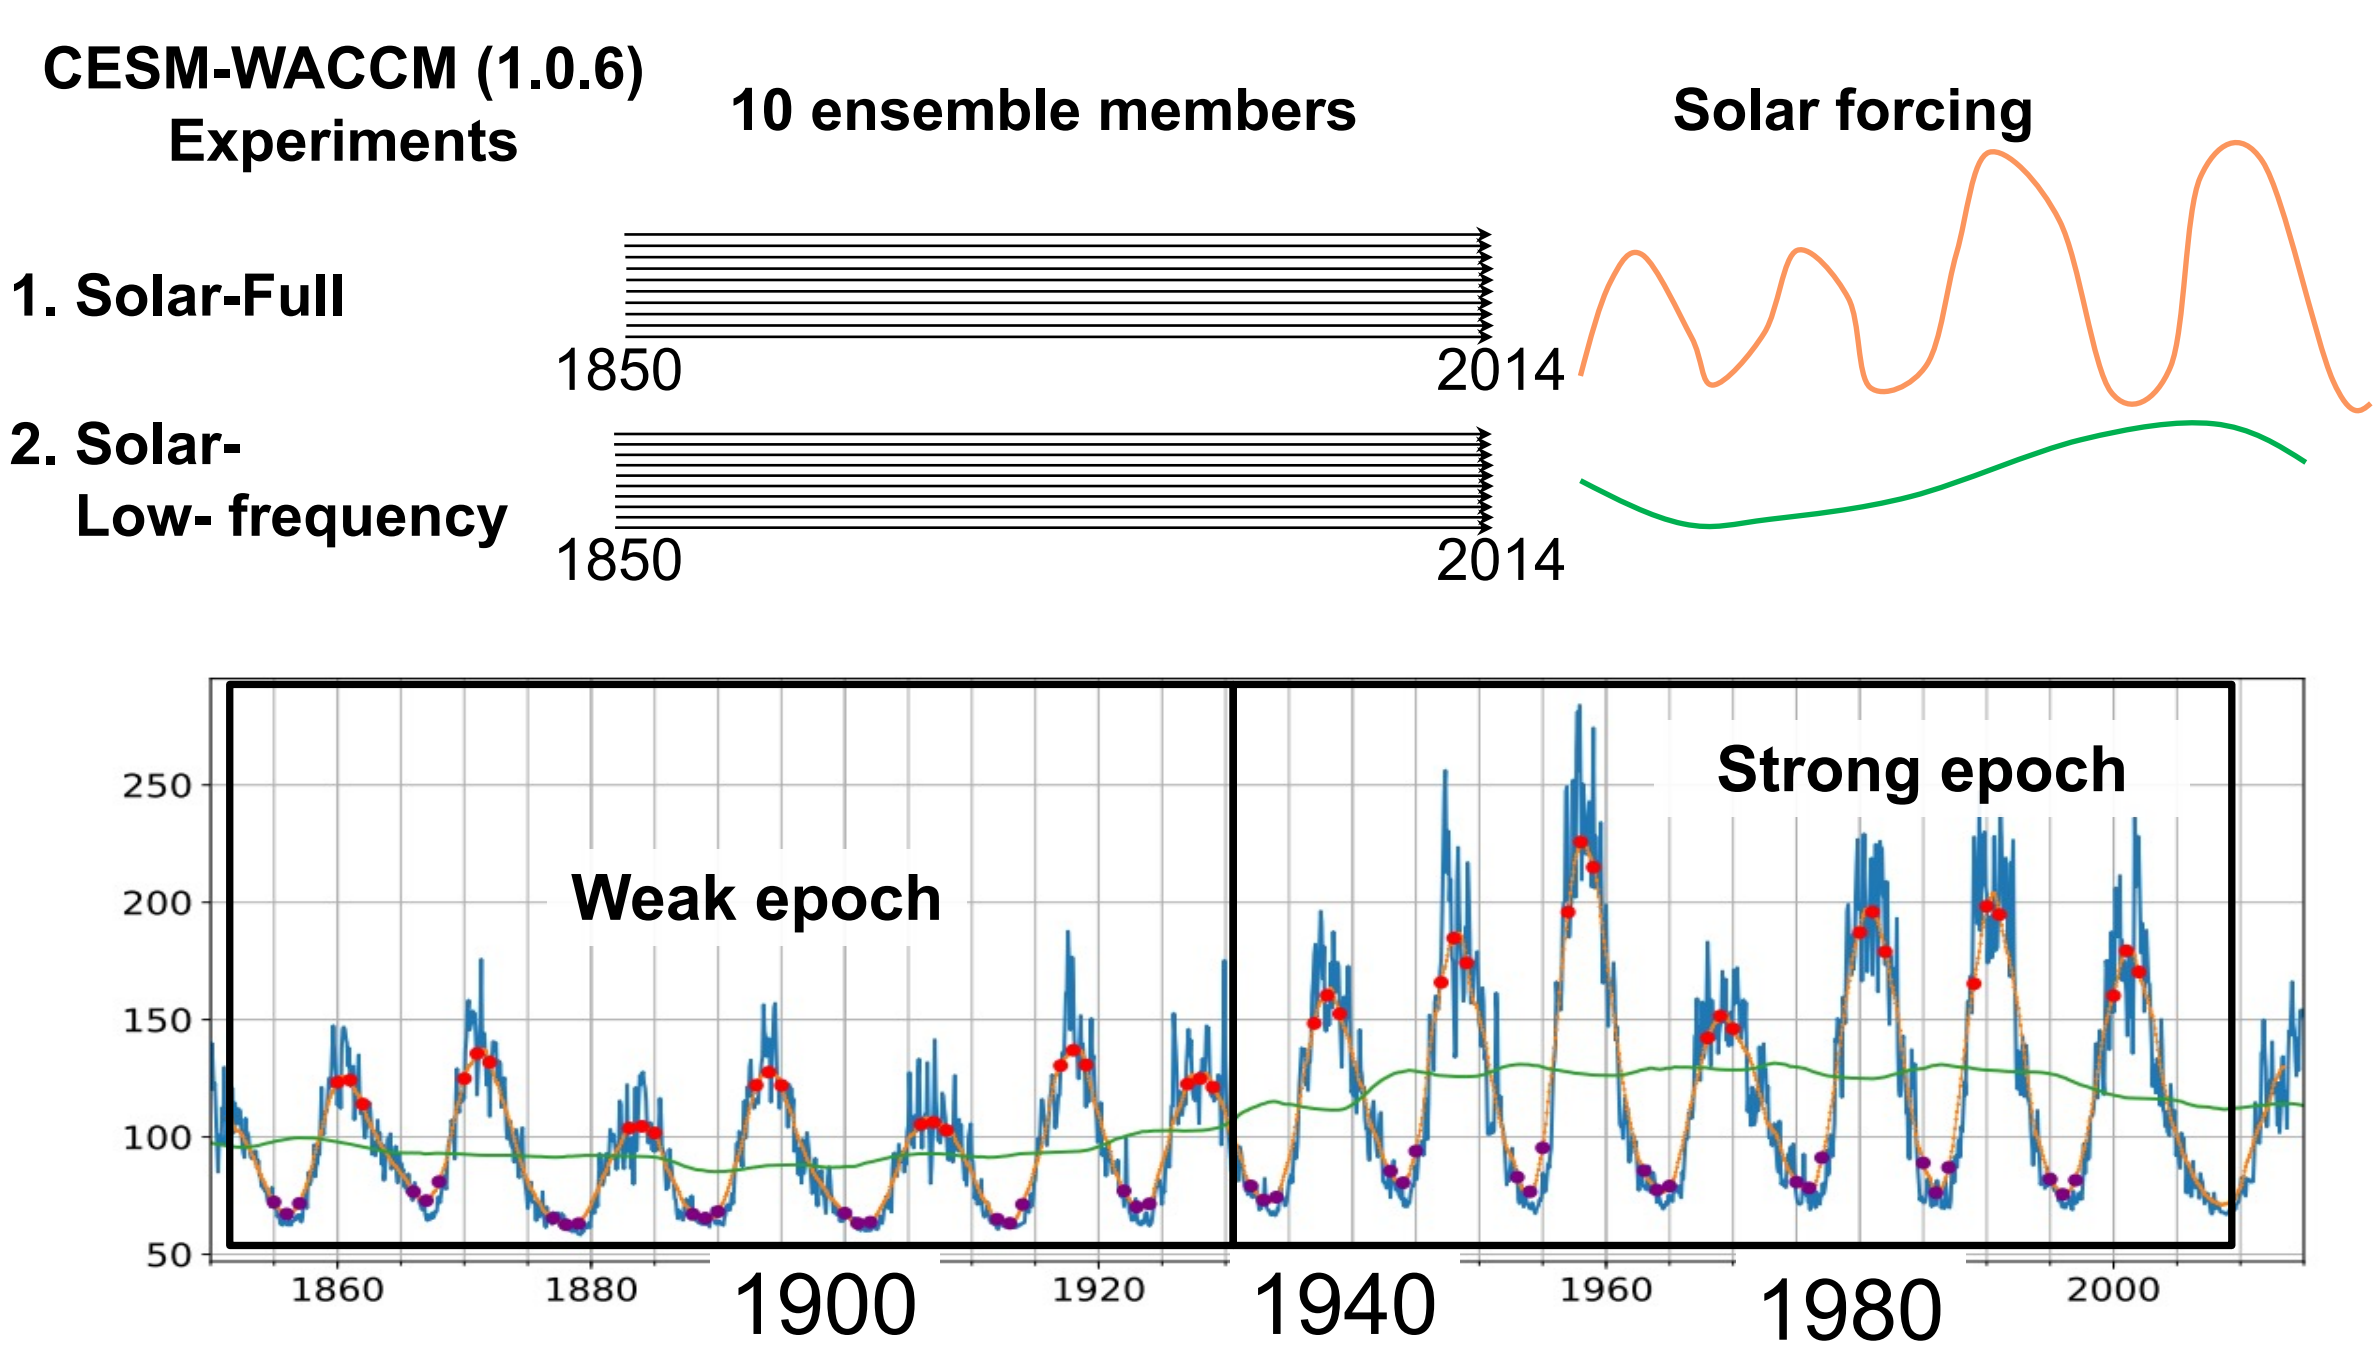 CESM-WACCM (1.0.6)
Experiments
10 ensemble members
Solar forcing
1. Solar-Full
1850
2014
2. Solar-
Low- frequency
1850
2014
Weak epoch
Strong epoch
250
200
150
100
50
1860
1880
1900
1920
1940
1960
1980
2000